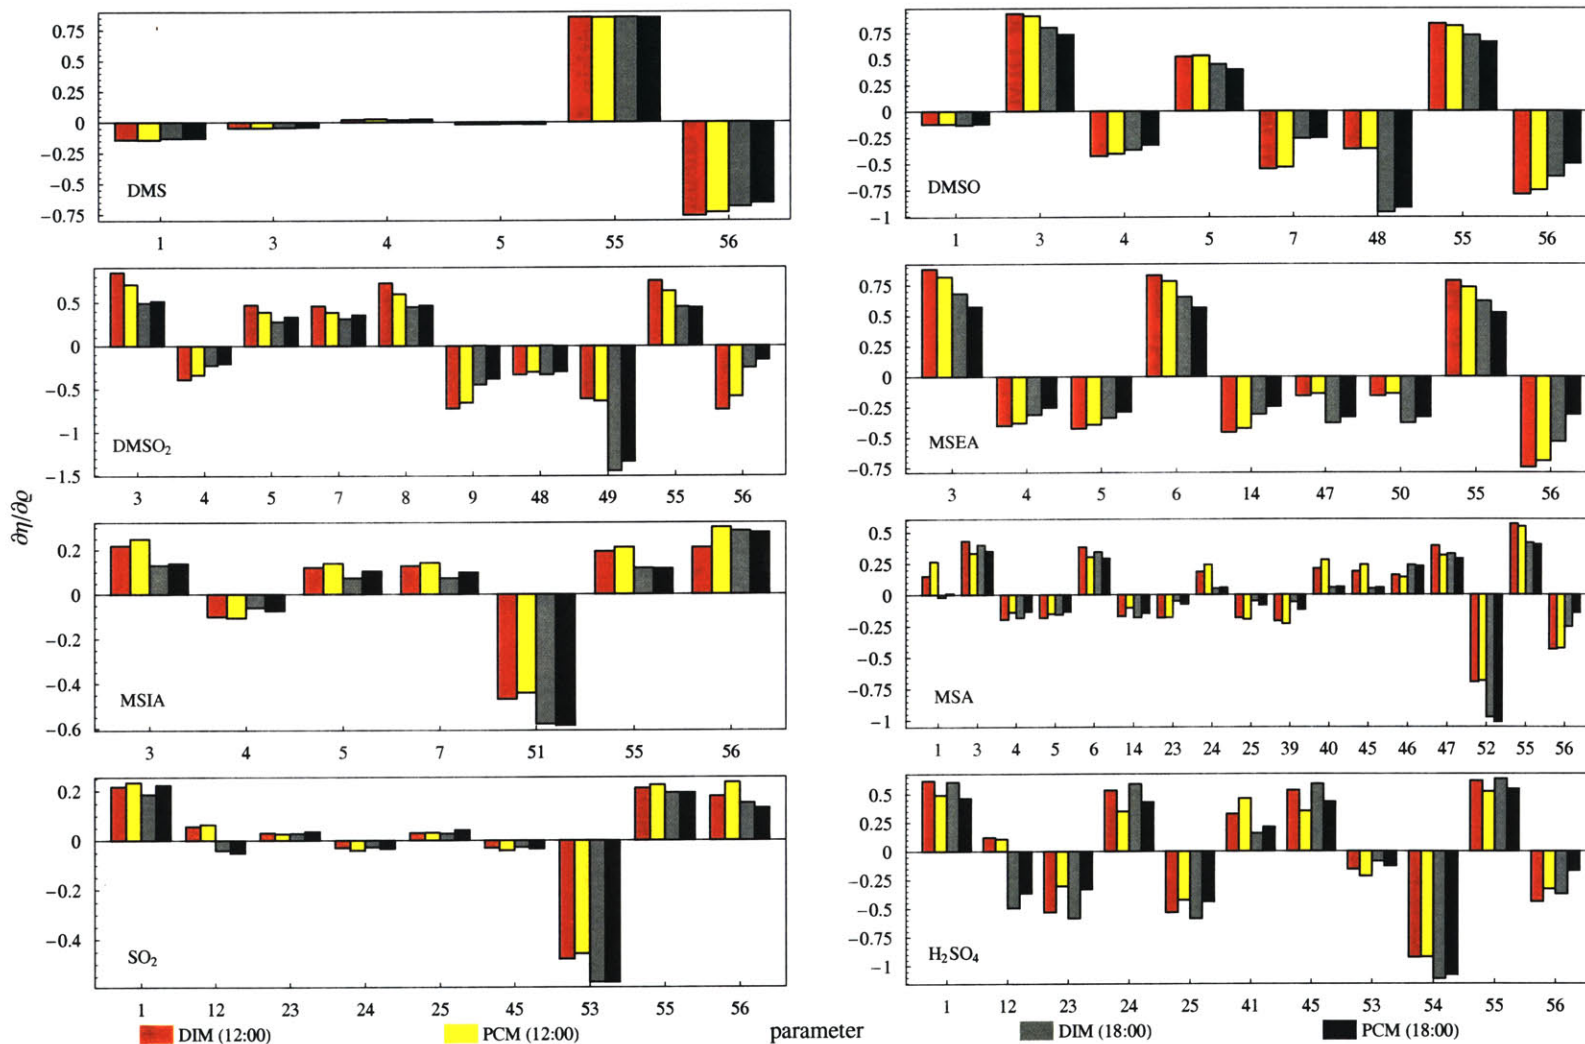 0.75
0.5
0.25
0
−0.25
−0.5
−0.75
DMS
1 3 4 5 55 56
0.75
0.5
0.25
0
−0.25
−0.5
−0.75
−1
DMSO
1 3 4 5 7 48 55 56
0.5
0
−0.5
−1
−1.5
DMSO₂
3 4 5 7 8 9 48 49 55 56
0.75
0.5
0.25
0
−0.25
−0.5
−0.75
MSEA
3 4 5 6 14 47 50 55 56
∂η/∂ρ
0.2
0
−0.2
−0.4
−0.6
MSIA
3 4 5 7 51 55 56
0.5
0.25
0
−0.25
−0.5
−0.75
−1
MSA
1 3 4 5 6 14 23 24 25 39 40 45 46 47 52 55 56
0.2
0
−0.2
−0.4
SO₂
1 12 23 24 25 45 53 55 56
0.5
0.25
0
−0.25
−0.5
−0.75
−1
H₂SO₄
1 12 23 24 25 41 45 53 54 55 56
DIM (12:00) PCM (12:00) parameter DIM (18:00) PCM (18:00)